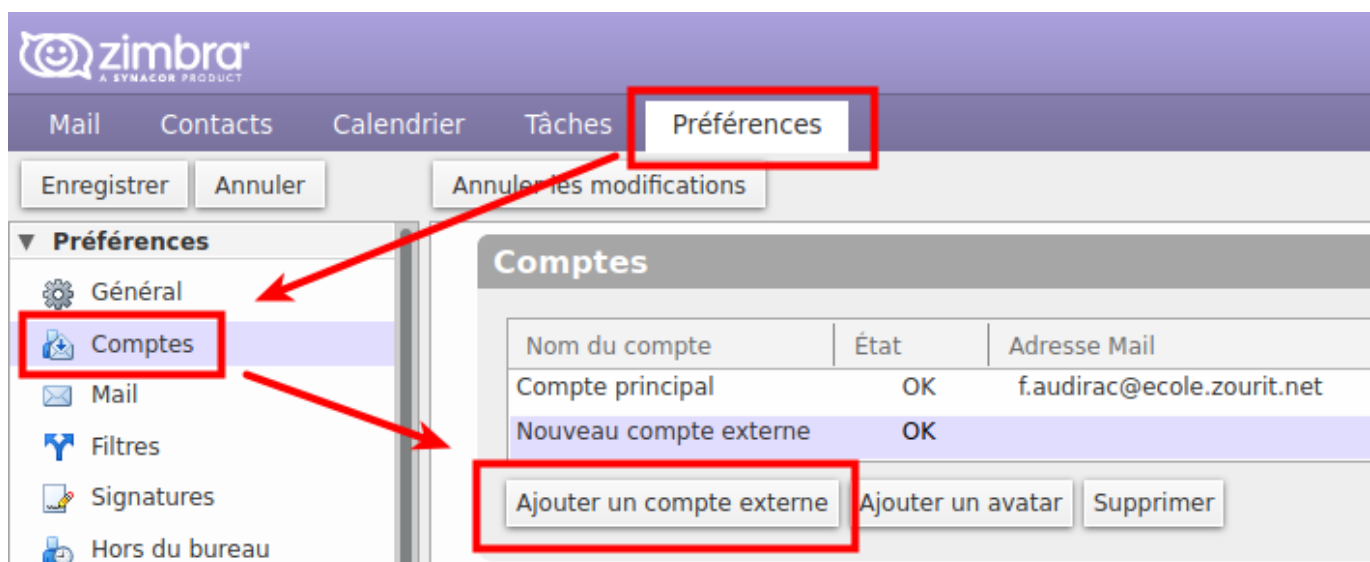 zimbra
A SYNACOR PRODUCT
Mail Contacts Calendrier Tâches Préférences
Enregistrer Annuler Annuler les modifications
Préférences
Général
Comptes
Mail
Filtres
Signatures
Hors du bureau
Comptes
Nom du compte État Adresse Mail
Compte principal OK f.audirac@ecole.zourit.net
Nouveau compte externe OK
Ajouter un compte externe Ajouter un avatar Supprimer